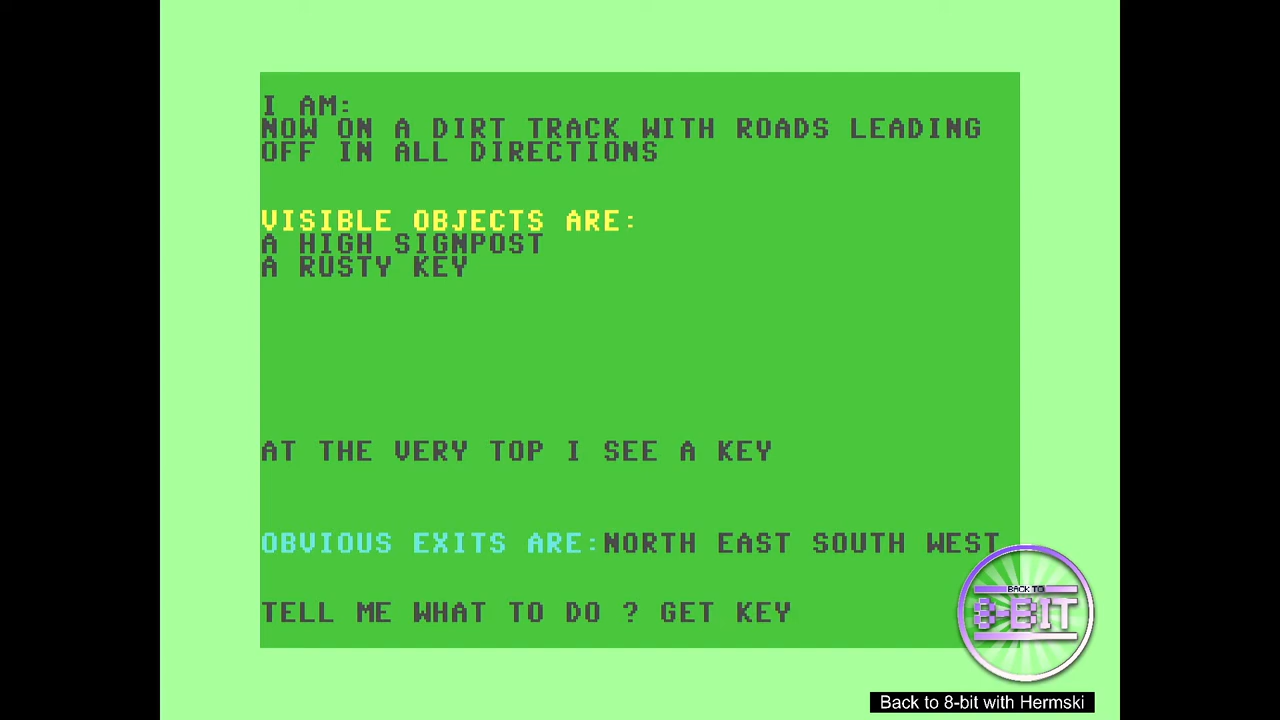 I AM:
NOW ON A DIRT TRACK WITH ROADS LEADING
OFF IN ALL DIRECTIONS
VISIBLE OBJECTS ARE:
A HIGH SIGNPOST
A RUSTY KEY
AT THE VERY TOP I SEE A KEY
OBVIOUS EXITS ARE:NORTH EAST SOUTH WEST
TELL ME WHAT TO DO ? GET KEY
BACK TO
8-BIT
Back to 8-bit with Hermski